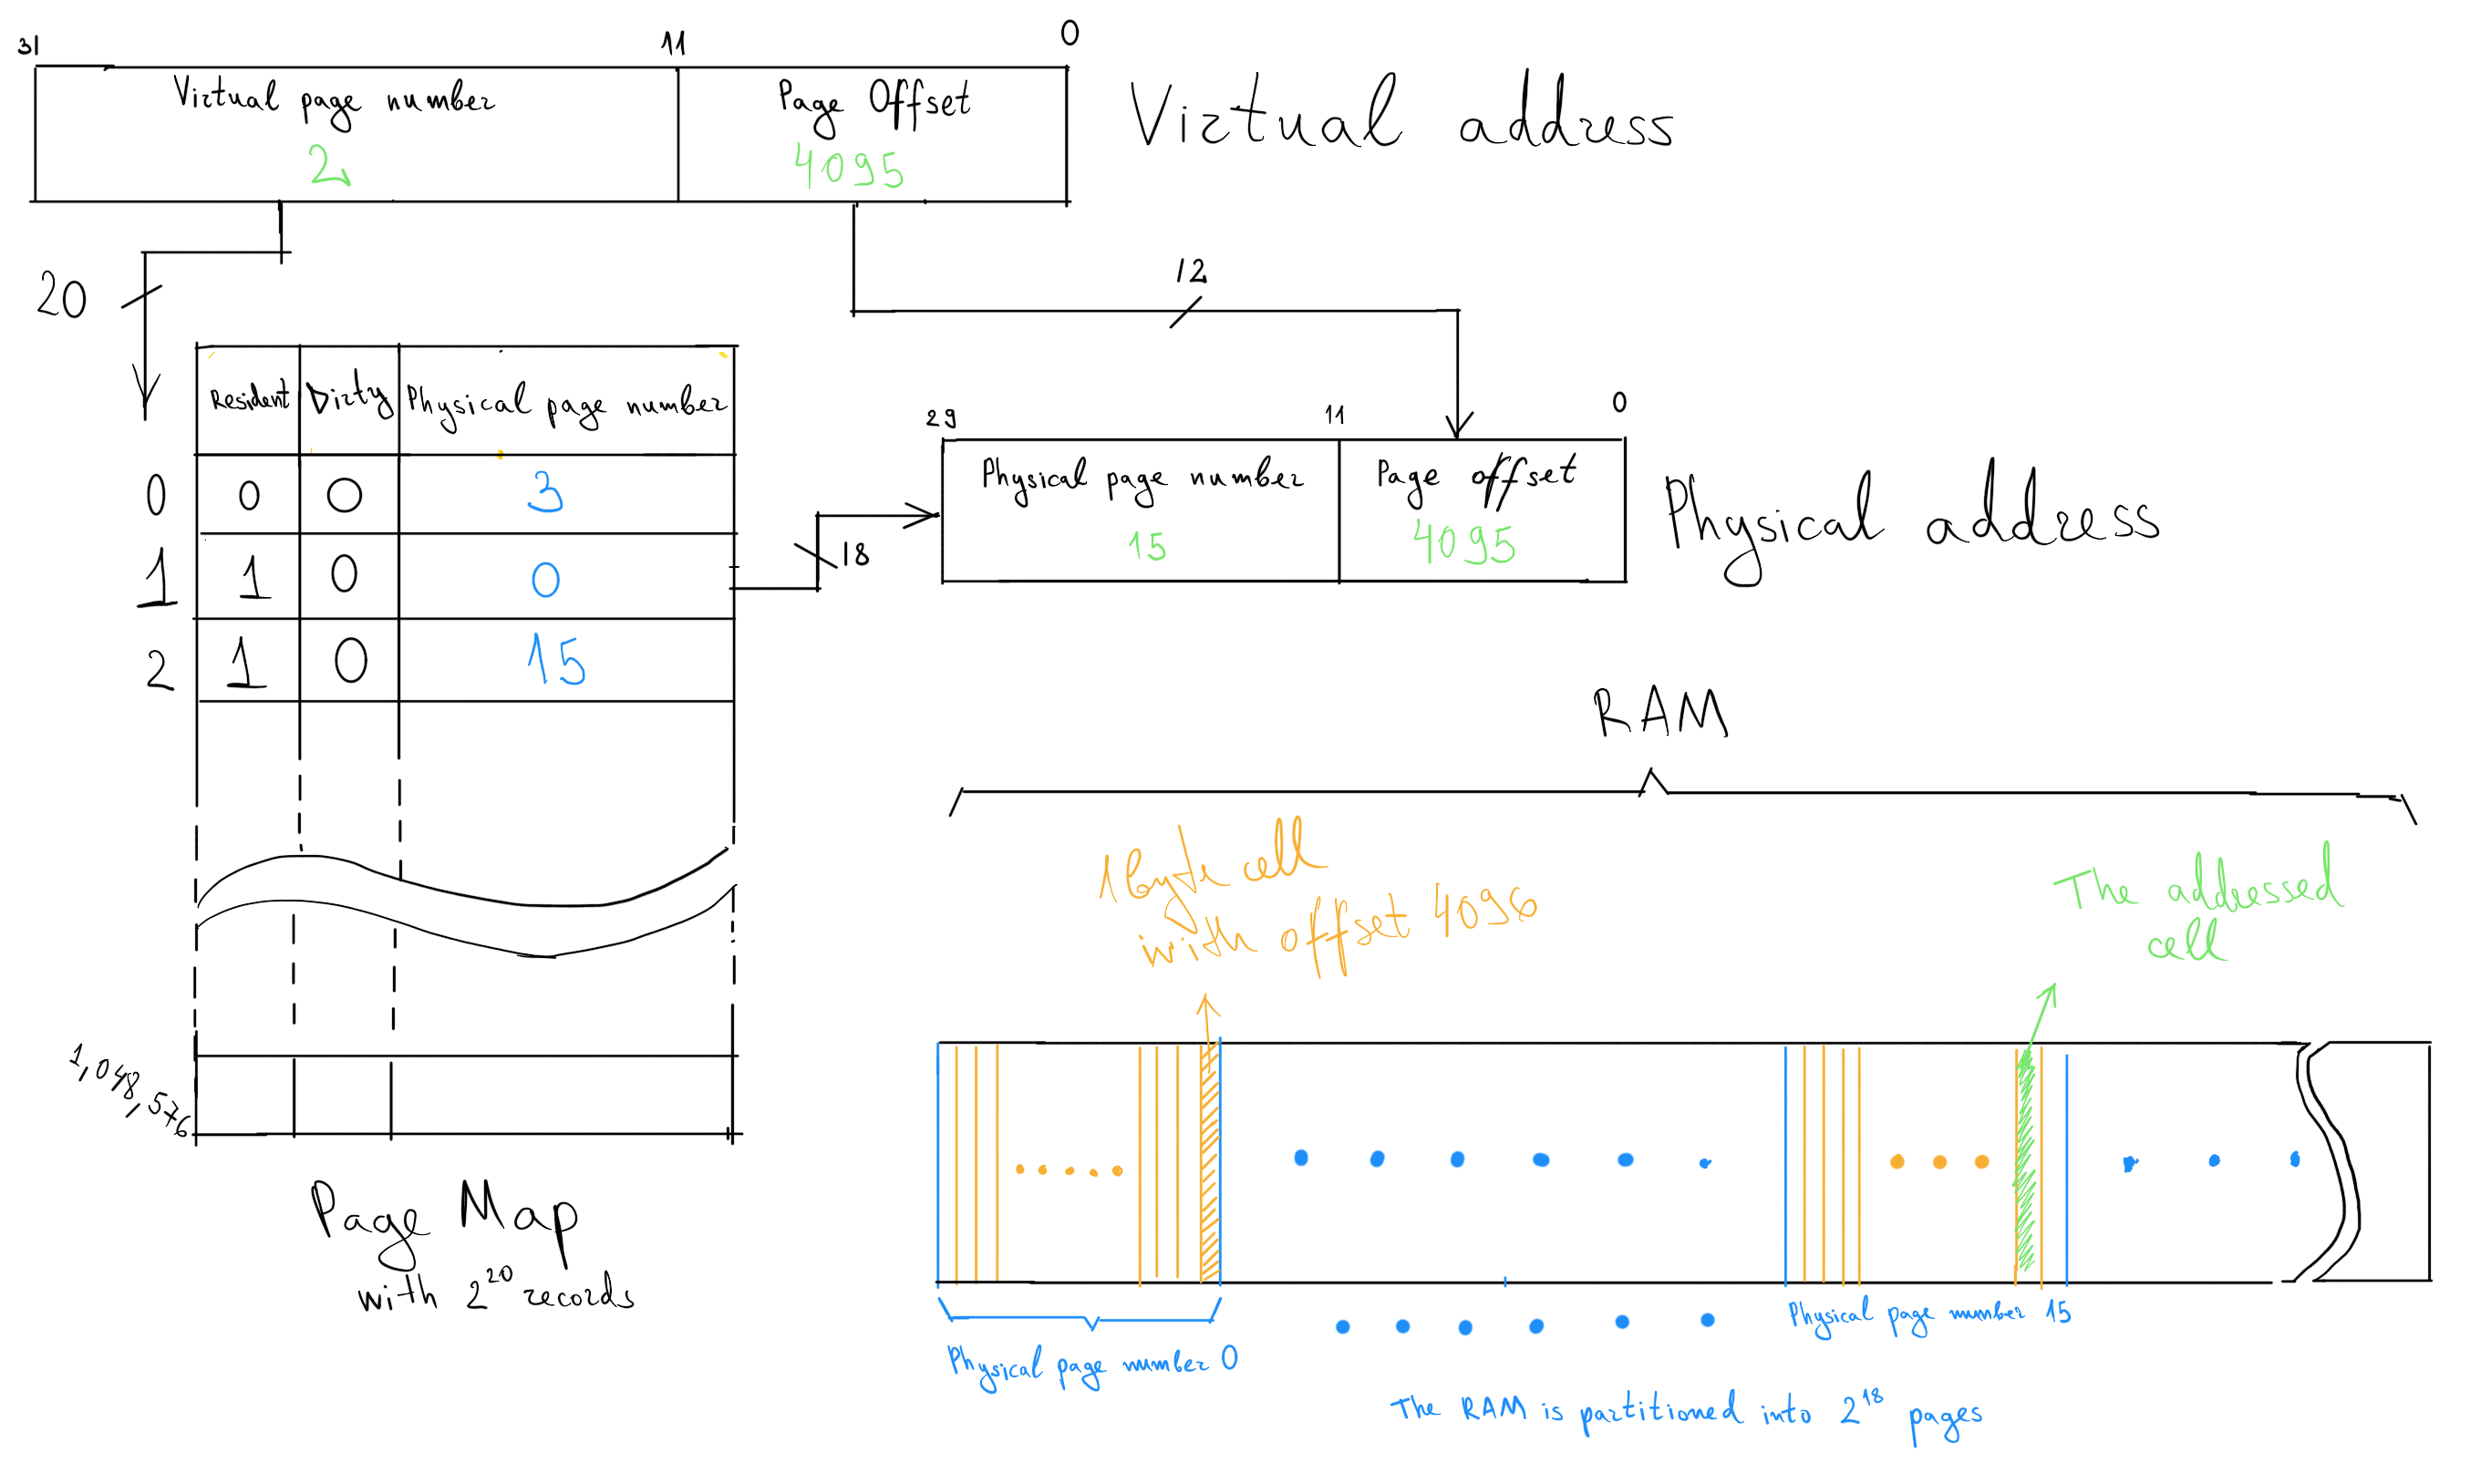 31 11 0
Virtual page number Page Offset
2 4095
Virtual address
20
12
Resident Dirty Physical page number
0 0 0 3
1 1 0 0
2 1 0 15
1,048,576
Page Map
with 2^20 records
18
29 11 0
Physical page number Page offset
15 4095
Physical address
RAM
1 byte cell
with offset 4096
The addressed
cell
Physical page number 0
Physical page number 15
The RAM is partitioned into 2^18 pages